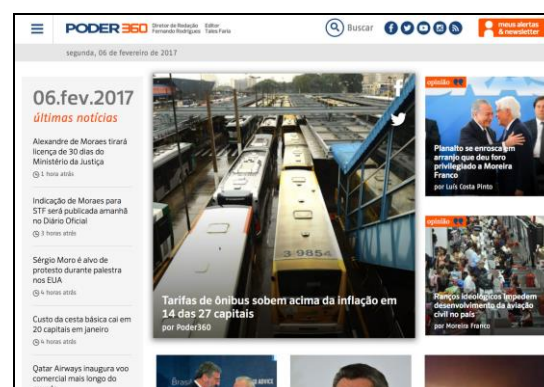 PODER360
Diretor de Redação Editor
Fernando Rodrigues Tales Faria
Buscar
meus alertas
& newsletter
segunda, 06 de fevereiro de 2017
06.fev.2017
últimas notícias
Alexandre de Moraes tirará
licença de 30 dias do
Ministério da Justiça
1 hora atrás
Indicação de Moraes para
STF será publicada amanhã
no Diário Oficial
3 horas atrás
Sérgio Moro é alvo de
protesto durante palestra
nos EUA
4 horas atrás
Custo da cesta básica cai em
20 capitais em janeiro
4 horas atrás
Qatar Airways inaugura voo
comercial mais longo do
3 9854
Tarifas de ônibus sobem acima da inflação em
14 das 27 capitais
por Poder360
opinião
Planalto se enrosca em
arranjo que deu foro
privilegiado a Moreira
Franco
por Luís Costa Pinto
opinião
Ranços ideológicos impedem
desenvolvimento da aviação
civil no país
por Moreira Franco